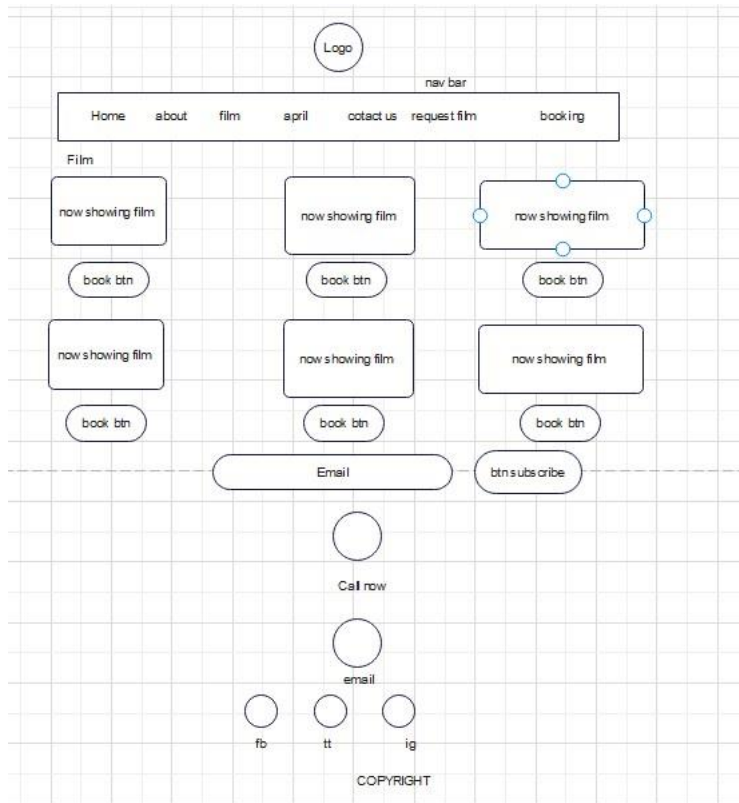 Logo
nav bar
Home about film april cotact us request film booking
Film
now showing film now showing film now showing film
book btn book btn book btn
now showing film now showing film now showing film
book btn book btn book btn
Email btn subscribe
Call now
email
fb tt ig
COPYRIGHT